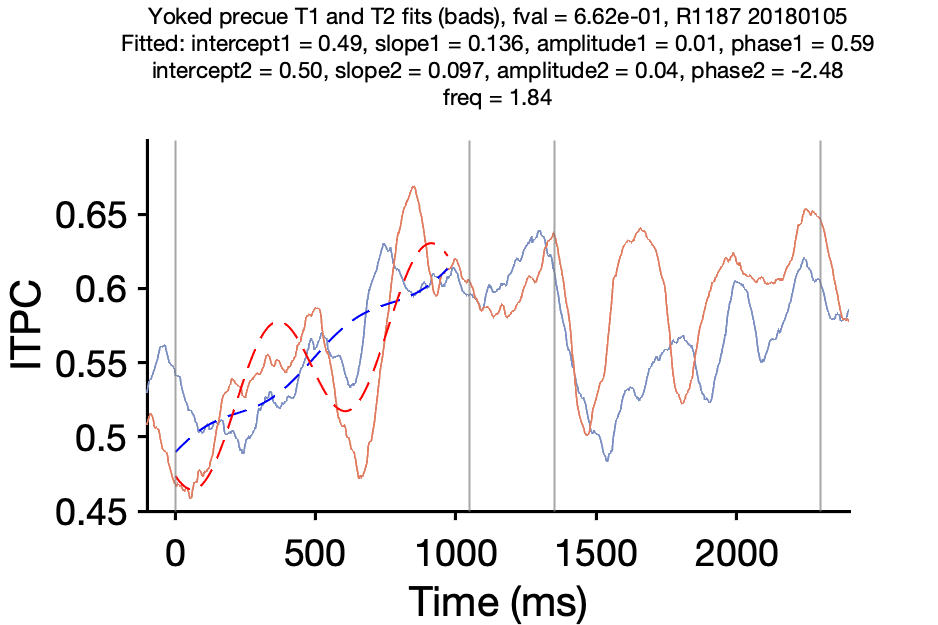 Yoked precue T1 and T2 fits (bads), fval = 6.62e-01, R1187 20180105
Fitted: intercept1 = 0.49, slope1 = 0.136, amplitude1 = 0.01, phase1 = 0.59
intercept2 = 0.50, slope2 = 0.097, amplitude2 = 0.04, phase2 = -2.48
freq = 1.84
0.65
0.6
0.55
0.5
0.45
ITPC
0 500 1000 1500 2000
Time (ms)